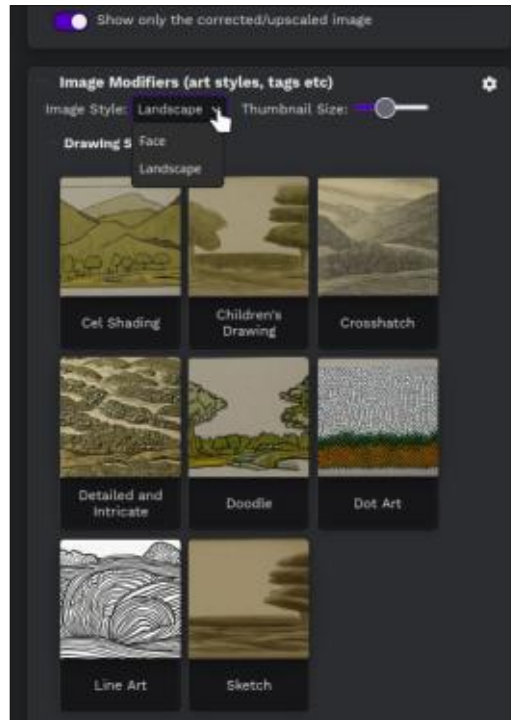 Show only the corrected/upscaled image
Image Modifiers (art styles, tags etc)
Image Style: Landscape Thumbnail Size:
Drawing S
Face
Landscape
Cel Shading
Children's
Drawing
Crosshatch
Detailed and
Intricate
Doodle
Dot Art
Line Art
Sketch